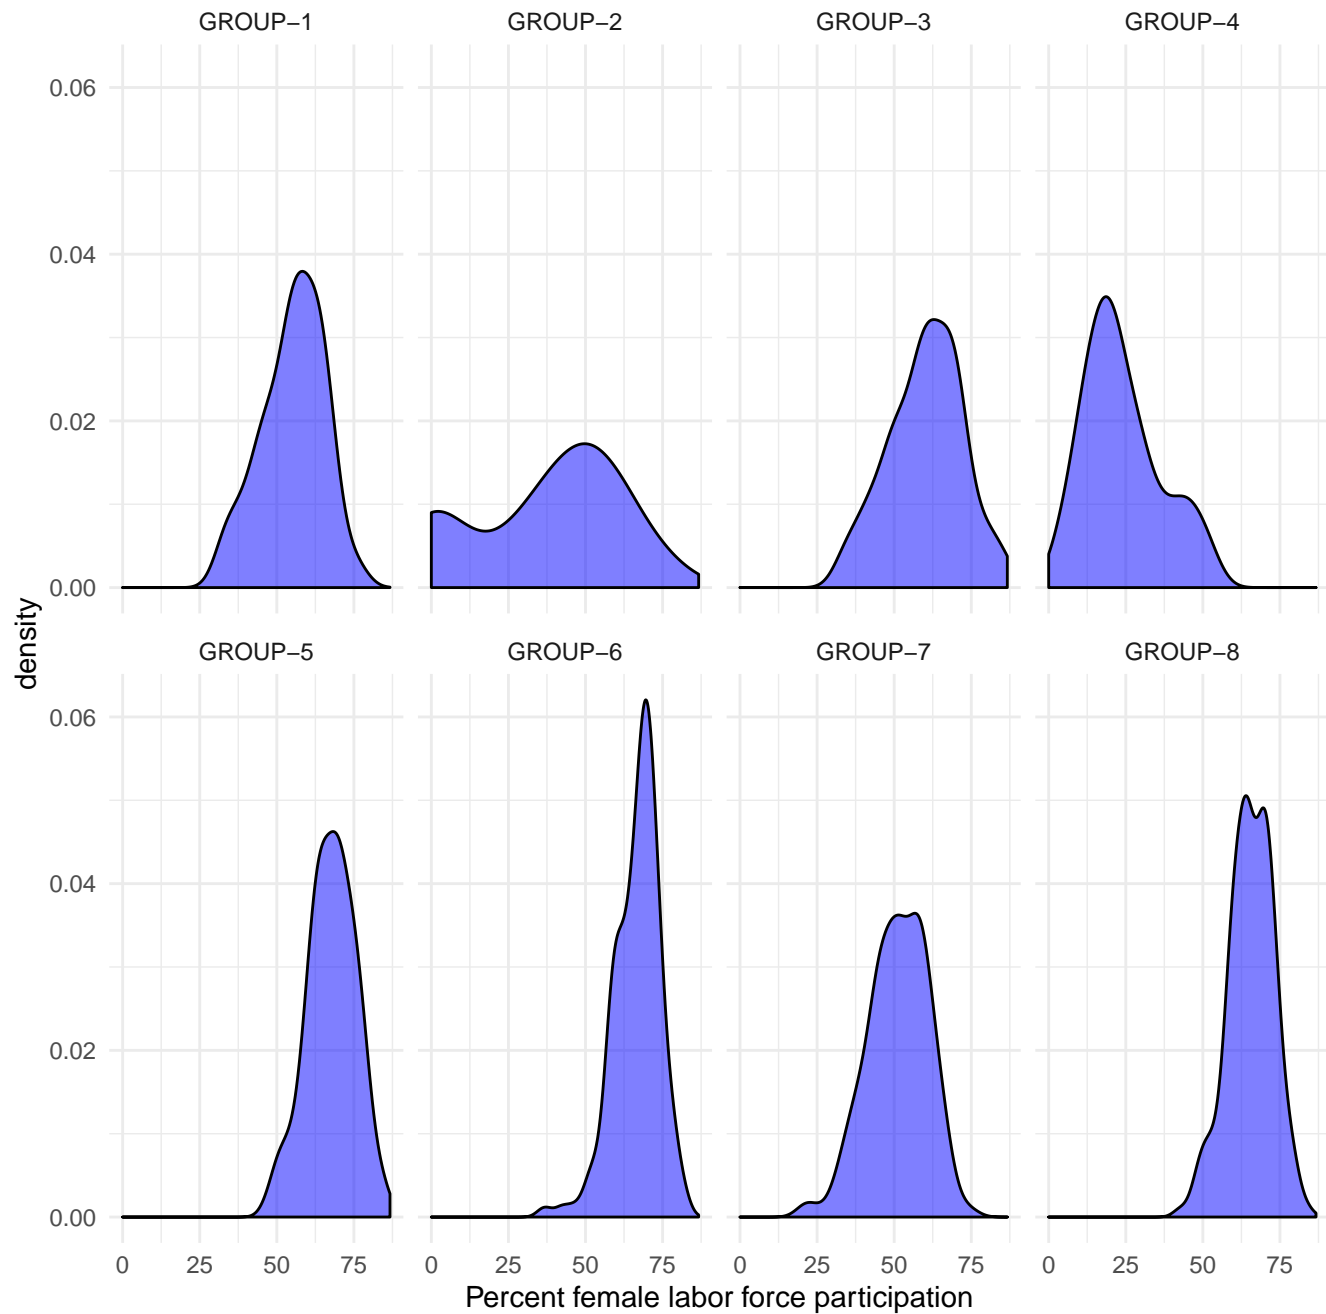 GROUP–1 GROUP–2 GROUP–3 GROUP–4
0.06
0.04
0.02
0.00
density
GROUP–5 GROUP–6 GROUP–7 GROUP–8
0.06
0.04
0.02
0.00
0 25 50 75 0 25 50 75 0 25 50 75 0 25 50 75
Percent female labor force participation